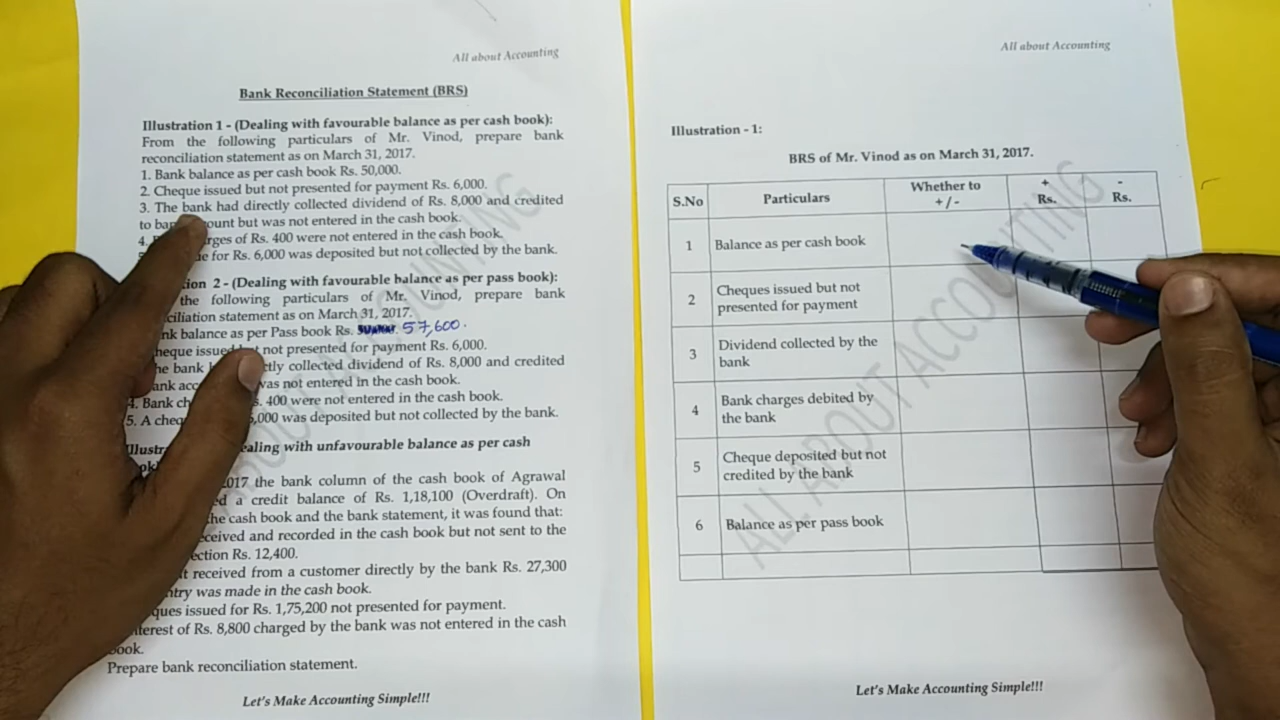 All about Accounting
Bank Reconciliation Statement (BRS)
Illustration 1 - (Dealing with favourable balance as per cash book):
From the following particulars of Mr. Vinod, prepare bank
reconciliation statement as on March 31, 2017.
1. Bank balance as per cash book Rs. 50,000.
2. Cheque issued but not presented for payment Rs. 6,000.
3. The bank had directly collected dividend of Rs. 8,000 and credited
to but was not entered in the cash book.
4. of Rs. 400 were not entered in the cash book.
for Rs. 6,000 was deposited but not collected by the bank.
2 - (Dealing with favourable balance as per pass book):
the following particulars of Mr. Vinod, prepare bank
statement as on March 31, 2017.
balance as per Pass book Rs. 57,600.
not presented for payment Rs. 6,000.
collected dividend of Rs. 8,000 and credited
was not entered in the cash book.
4. Bank 400 were not entered in the cash book.
5. A was deposited but not collected by the bank.
with unfavourable balance as per cash
2017 the bank column of the cash book of Agrawal
a credit balance of Rs. 1,18,100 (Overdraft). On
the cash book and the bank statement, it was found that:
and recorded in the cash book but not sent to the
Rs. 12,400.
received from a customer directly by the bank Rs. 27,300
was made in the cash book.
issued for Rs. 1,75,200 not presented for payment.
of Rs. 8,800 charged by the bank was not entered in the cash
book.
Prepare bank reconciliation statement.
Let's Make Accounting Simple!!!
All about Accounting
Illustration - 1:
BRS of Mr. Vinod as on March 31, 2017.
S.No Particulars Whether to + / - + Rs. - Rs.
1 Balance as per cash book
2 Cheques issued but not
presented for payment
3 Dividend collected by the
bank
4 Bank charges debited by
the bank
5 Cheque deposited but not
credited by the bank
6 Balance as per pass book
ALL ABOUT ACCOUNTING
Let's Make Accounting Simple!!!